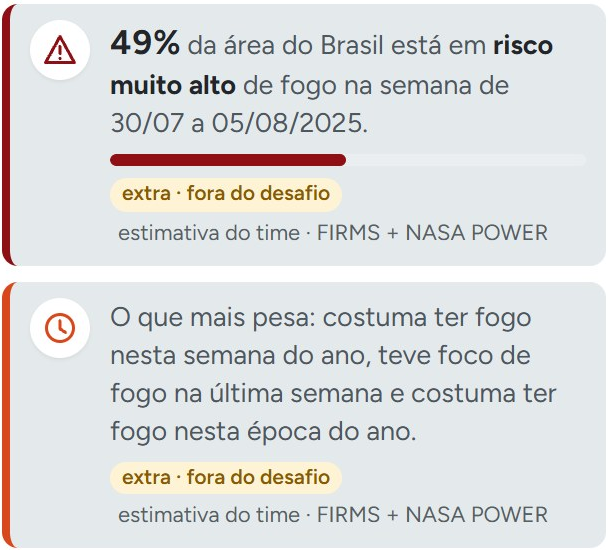 49% da área do Brasil está em risco
muito alto de fogo na semana de
30/07 a 05/08/2025.
extra · fora do desafio
estimativa do time · FIRMS + NASA POWER
O que mais pesa: costuma ter fogo
nesta semana do ano, teve foco de
fogo na última semana e costuma ter
fogo nesta época do ano.
extra · fora do desafio
estimativa do time · FIRMS + NASA POWER